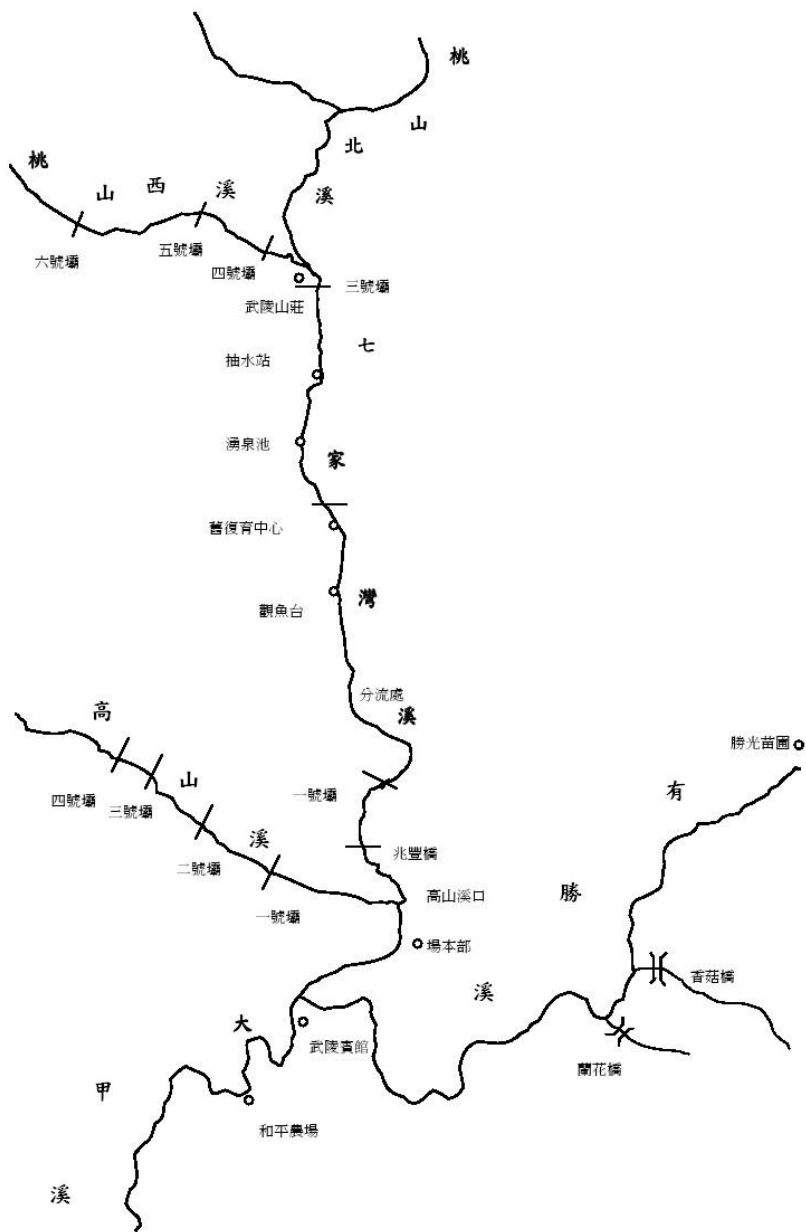 桃山北溪
桃山西溪
六號壩
五號壩
四號壩
三號壩
武陵山莊
七家灣溪
抽水站
湧泉池
舊復育中心
觀魚台
分流處
高山溪
四號壩
三號壩
二號壩
一號壩
一號壩
兆豐橋
高山溪口
場本部
勝光苗圃
有勝溪
香菇橋
蘭花橋
武陵賓館
大甲溪
和平農場